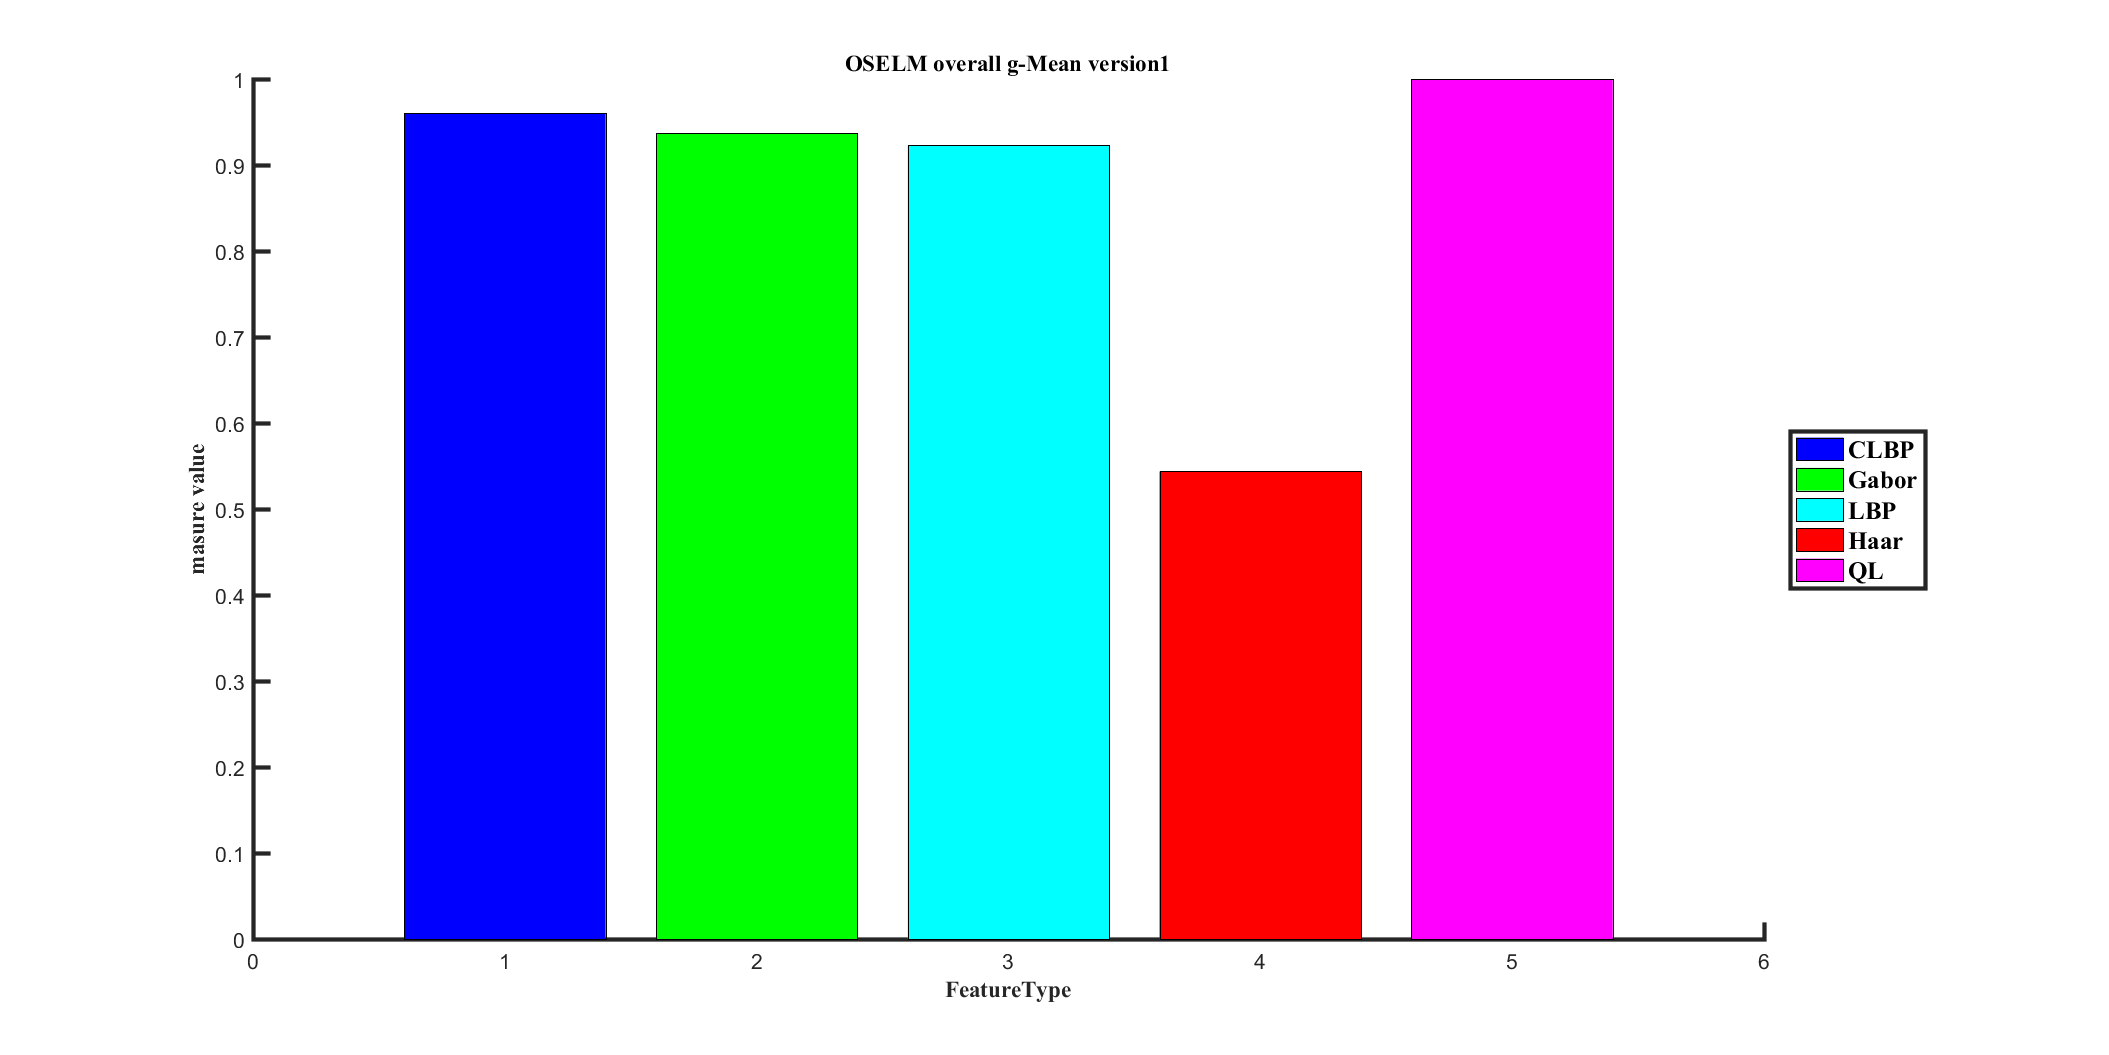 OSELM overall g-Mean version1
1
0.9
0.8
0.7
0.6
0.5
0.4
0.3
0.2
0.1
0
masure value
0 1 2 3 4 5 6
FeatureType
CLBP
Gabor
LBP
Haar
QL